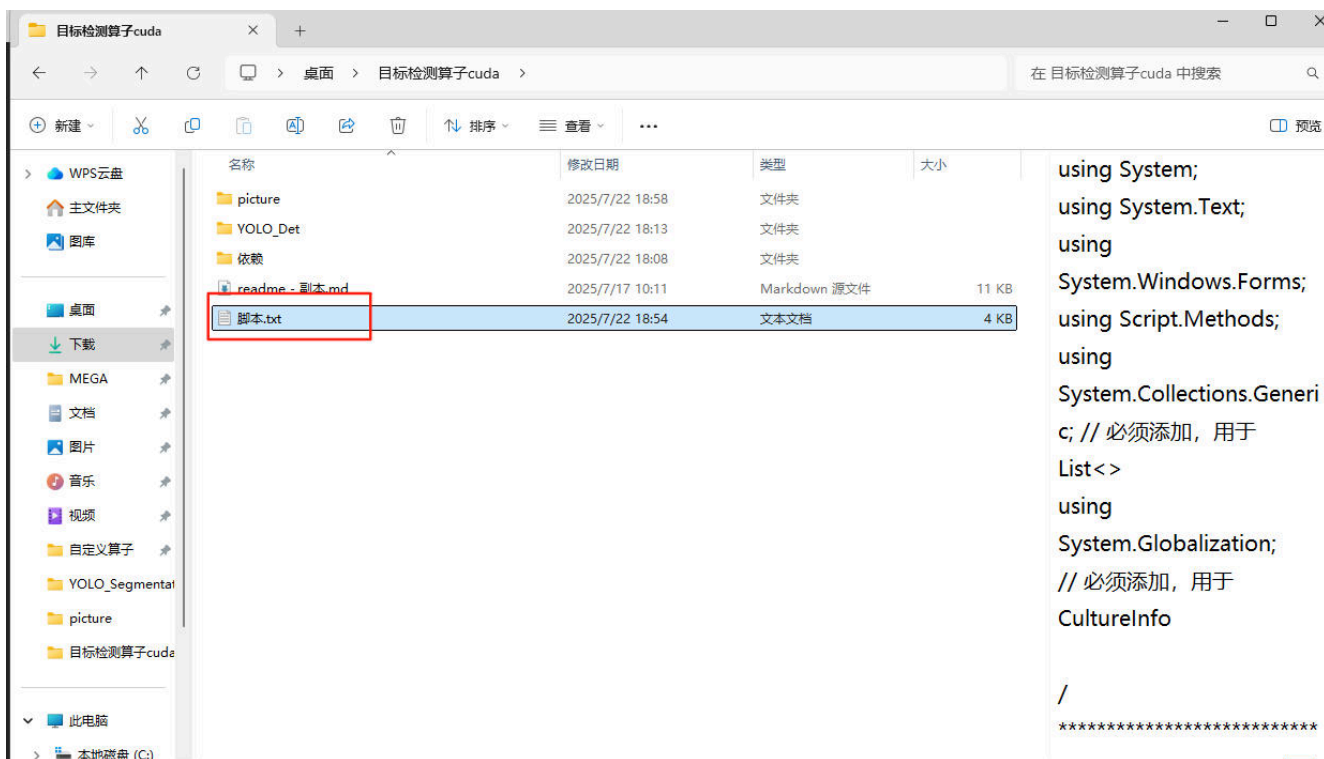 目标检测算子cuda
桌面 > 目标检测算子cuda >
在 目标检测算子cuda 中搜索
新建
排序
查看
预览
名称 修改日期 类型 大小
picture 2025/7/22 18:58 文件夹
YOLO_Det 2025/7/22 18:13 文件夹
依赖 2025/7/22 18:08 文件夹
readme - 副本.md 2025/7/17 10:11 Markdown 源文件 11 KB
脚本.txt 2025/7/22 18:54 文本文档 4 KB
WPS云盘
主文件夹
图库
桌面
下载
MEGA
文档
图片
音乐
视频
自定义算子
YOLO_Segmentat
picture
目标检测算子cuda
此电脑
本地磁盘 (C:)
using System;
using System.Text;
using
System.Windows.Forms;
using Script.Methods;
using
System.Collections.Generi
c; // 必须添加，用于
List<>
using
System.Globalization;
// 必须添加，用于
CultureInfo
/
***************************